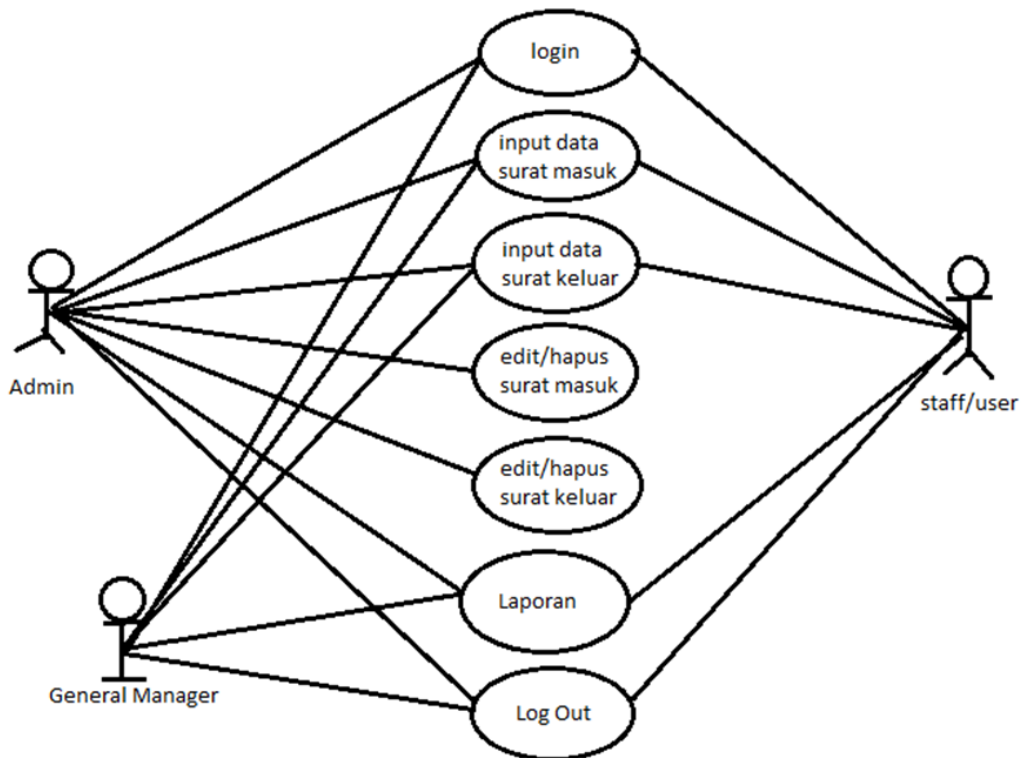 login
input data
surat masuk
input data
surat keluar
edit/hapus
surat masuk
edit/hapus
surat keluar
Laporan
Log Out
Admin
General Manager
staff/user